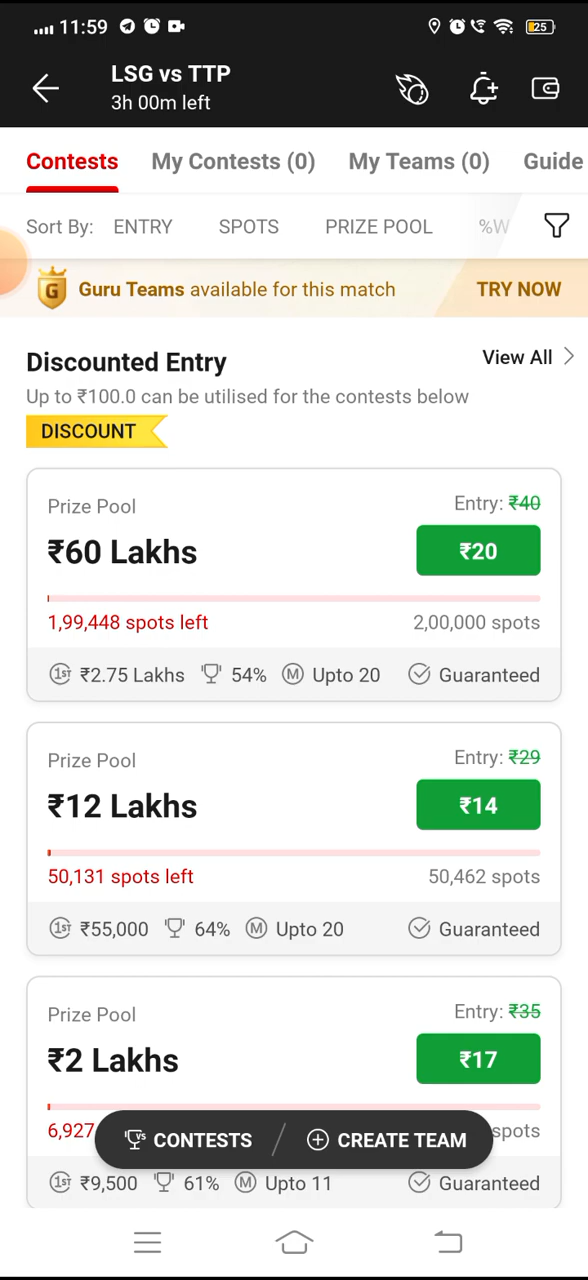 11:59 25
LSG vs TTP
3h 00m left
Contests My Contests (0) My Teams (0) Guide
Sort By: ENTRY SPOTS PRIZE POOL %W
G Guru Teams available for this match TRY NOW
Discounted Entry View All
Up to ₹100.0 can be utilised for the contests below
DISCOUNT
Prize Pool Entry: ₹40
₹60 Lakhs ₹20
1,99,448 spots left 2,00,000 spots
1ST ₹2.75 Lakhs 54% M Upto 20 Guaranteed
Prize Pool Entry: ₹29
₹12 Lakhs ₹14
50,131 spots left 50,462 spots
1ST ₹55,000 64% M Upto 20 Guaranteed
Prize Pool Entry: ₹35
₹2 Lakhs ₹17
6,927 spots
VS CONTESTS / CREATE TEAM
1ST ₹9,500 61% M Upto 11 Guaranteed